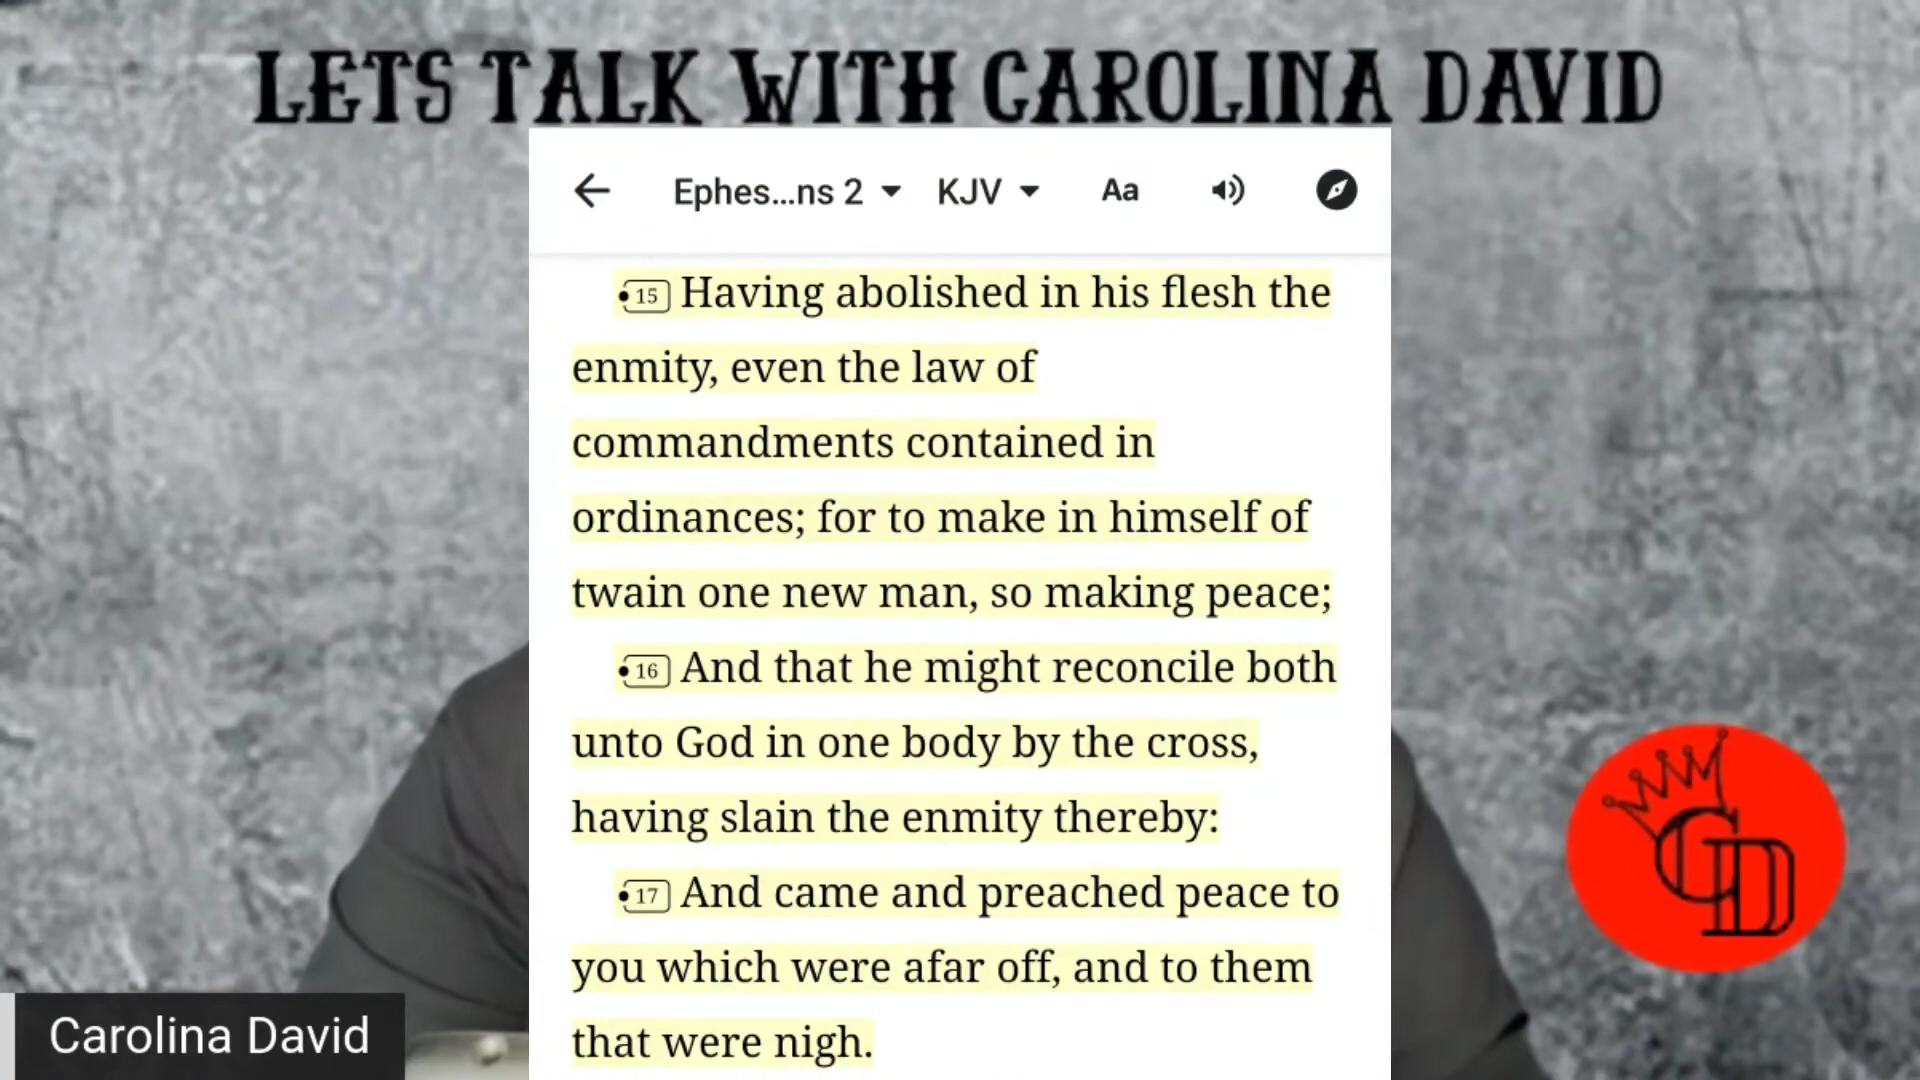 LETS TALK WITH CAROLINA DAVID
Ephes...ns 2 KJV Aa
15 Having abolished in his flesh the
enmity, even the law of
commandments contained in
ordinances; for to make in himself of
twain one new man, so making peace;
16 And that he might reconcile both
unto God in one body by the cross,
having slain the enmity thereby:
17 And came and preached peace to
you which were afar off, and to them
that were nigh.
CD
Carolina David